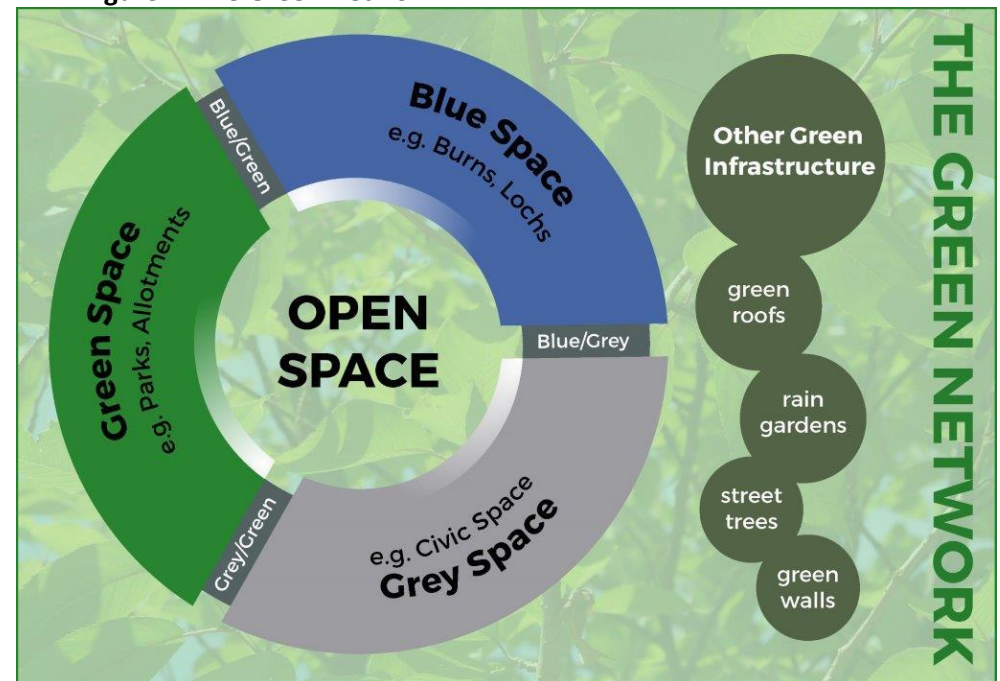 Blue Space
e.g. Burns, Lochs
Blue/Green
Green Space
e.g. Parks, Allotments
OPEN
SPACE
Blue/Grey
Grey/Green
e.g. Civic Space
Grey Space
Other Green
Infrastructure
green
roofs
rain
gardens
street
trees
green
walls
THE GREEN NETWORK